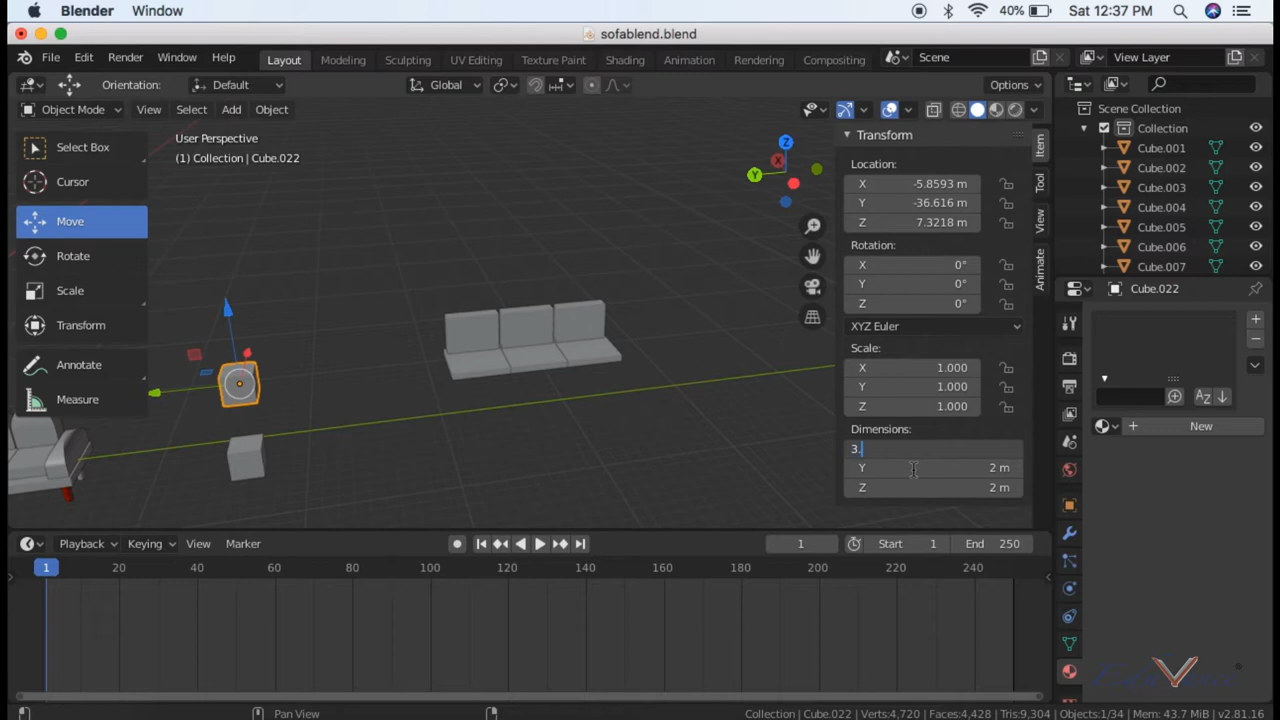 Blender Window 40% Sat 12:37 PM
sofablend.blend
File Edit Render Window Help Layout Modeling Sculpting UV Editing Texture Paint Shading Animation Rendering Compositing Scene View Layer
Orientation: Default Global Options
Object Mode View Select Add Object
Select Box
Cursor
Move
Rotate
Scale
Transform
Annotate
Measure
User Perspective
(1) Collection | Cube.022
Z
X
Y
Transform
Location:
X -5.8593 m
Y -36.616 m
Z 7.3218 m
Rotation:
X 0°
Y 0°
Z 0°
XYZ Euler
Scale:
X 1.000
Y 1.000
Z 1.000
Dimensions:
3.
Y 2 m
Z 2 m
Item
Tool
View
Animate
Scene Collection
Collection
Cube.001
Cube.002
Cube.003
Cube.004
Cube.005
Cube.006
Cube.007
Cube.022
New
Playback Keying View Marker 1 Start 1 End 250
1 20 40 60 80 100 120 140 160 180 200 220 240
Pan View
Collection | Cube.022 | Verts:4,720 | Faces:4,428 | Tris:9,304 | Objects:1/34 | Mem: 43.7 MiB | v2.81.16